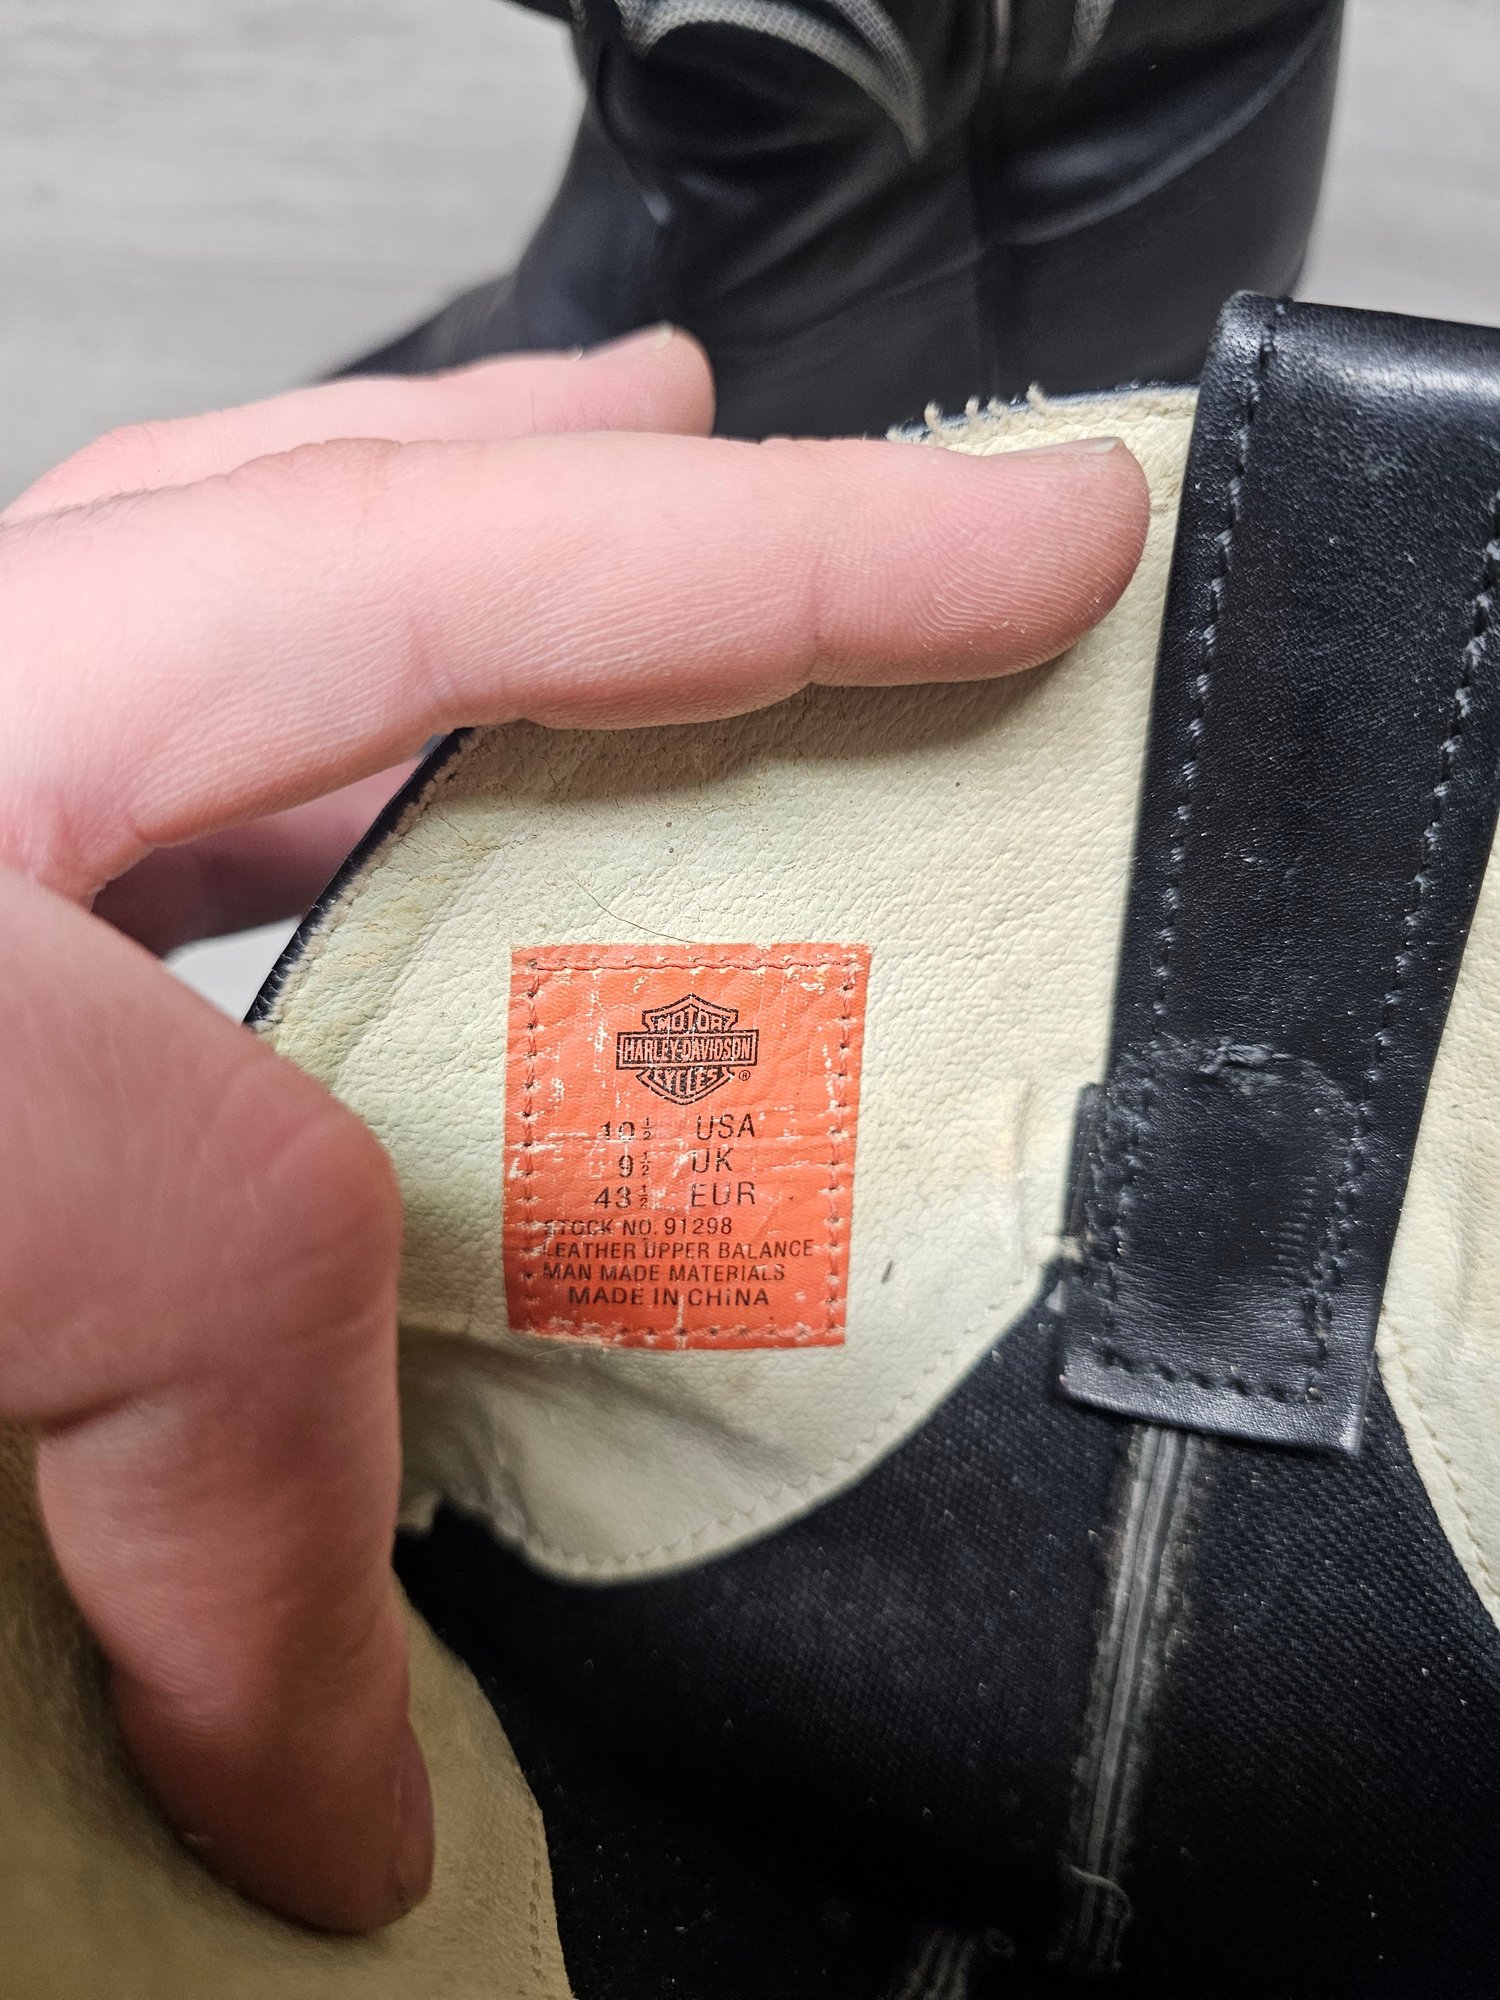 MOTOR
HARLEY-DAVIDSON
CYCLES ®
10½ USA
9½ UK
43½ EUR
STOCK NO. 91298
LEATHER UPPER BALANCE
MAN MADE MATERIALS
MADE IN CHINA